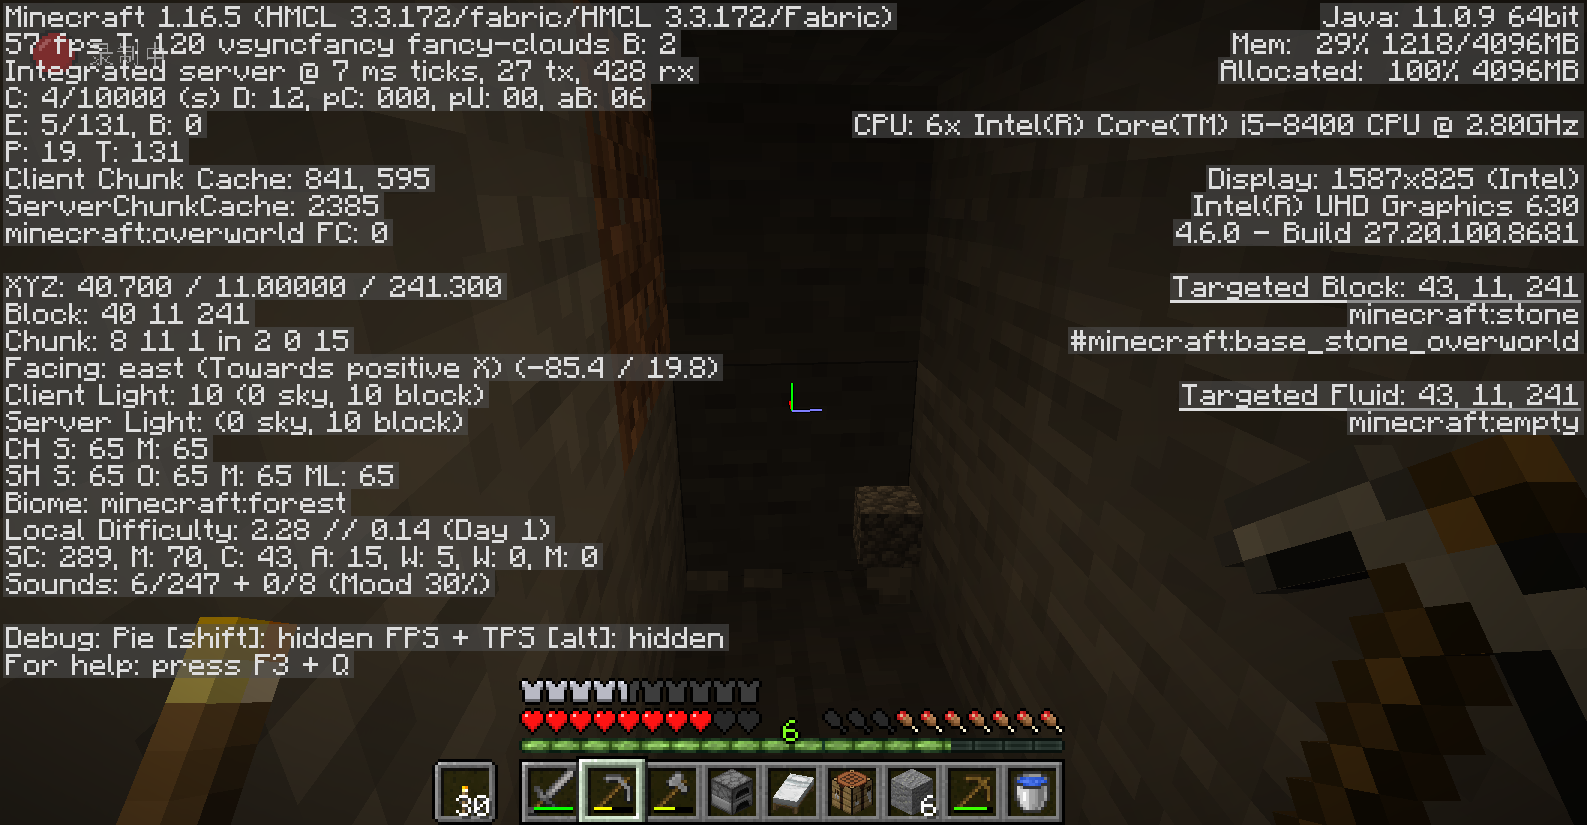 Minecraft 1.16.5 (HMCL 3.3.172/fabric/HMCL 3.3.172/Fabric)
57 fps T: 120 vsyncfancy fancy-clouds B: 2
录制中
Integrated server @ 7 ms ticks, 27 tx, 428 rx
C: 4/10000 (s) D: 12, pC: 000, pU: 00, aB: 06
E: 5/131, B: 0
P: 19. T: 131
Client Chunk Cache: 841, 595
ServerChunkCache: 2385
minecraft:overworld FC: 0
XYZ: 40.700 / 11.00000 / 241.300
Block: 40 11 241
Chunk: 8 11 1 in 2 0 15
Facing: east (Towards positive X) (-85.4 / 19.8)
Client Light: 10 (0 sky, 10 block)
Server Light: (0 sky, 10 block)
CH S: 65 M: 65
SH S: 65 O: 65 M: 65 ML: 65
Biome: minecraft:forest
Local Difficulty: 2.28 // 0.14 (Day 1)
SC: 289, M: 70, C: 43, A: 15, W: 5, W: 0, M: 0
Sounds: 6/247 + 0/8 (Mood 30%)
Debug: Pie [shift]: hidden FPS + TPS [alt]: hidden
For help: press F3 + Q
Java: 11.0.9 64bit
Mem: 29% 1218/4096MB
Allocated: 100% 4096MB
CPU: 6x Intel(R) Core(TM) i5-8400 CPU @ 2.80GHz
Display: 1587x825 (Intel)
Intel(R) UHD Graphics 630
4.6.0 - Build 27.20.100.8681
Targeted Block: 43, 11, 241
minecraft:stone
#minecraft:base_stone_overworld
Targeted Fluid: 43, 11, 241
minecraft:empty
6
30
6